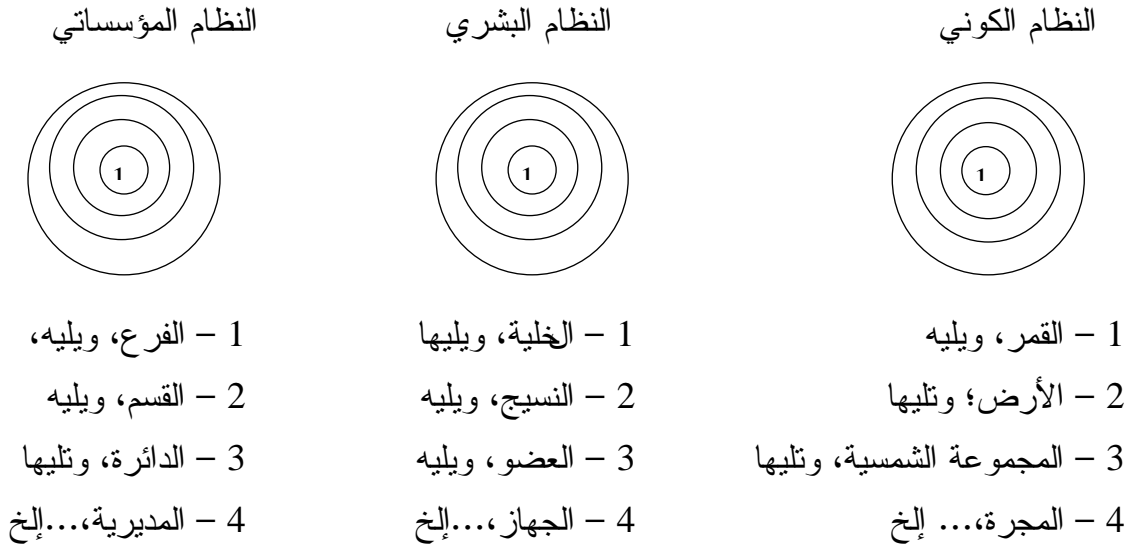 النظام الكوني
النظام البشري
النظام المؤسساتي
1
1
1
1 – القمر، ويليه
2 – الأرض؛ وتليها
3 – المجموعة الشمسية، وتليها
4 – المجرة،... إلخ
1 – الخلية، ويليها
2 – النسيج، ويليه
3 – العضو، ويليه
4 – الجهاز،...إلخ
1 – الفرع، ويليه،
2 – القسم، ويليه
3 – الدائرة، وتليها
4 – المديرية،...إلخ